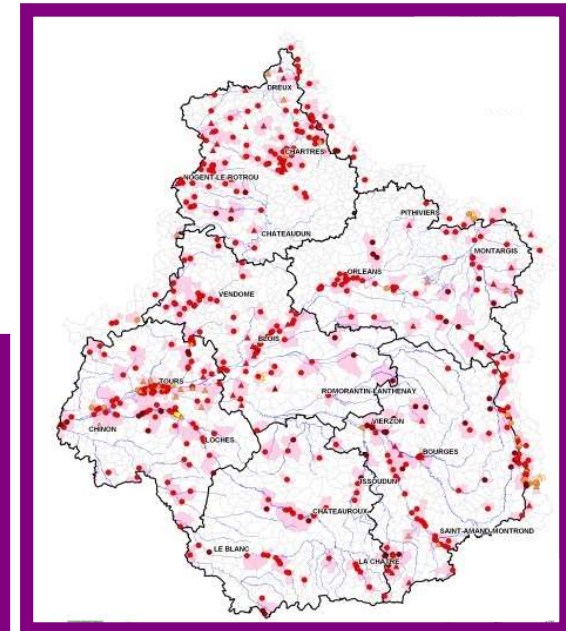 DREUX
CHARTRES
NOGENT-LE-ROTROU
CHATEAUDUN
PITHIVIERS
MONTARGIS
ORLEANS
VENDOME
BLOIS
TOURS
ROMORANTIN-LANTHENAY
CHINON
VIERZON
LOCHES
BOURGES
ISSOUDUN
CHATEAUROUX
SAINT-AMAND-MONTROND
LE BLANC
LA CHATRE